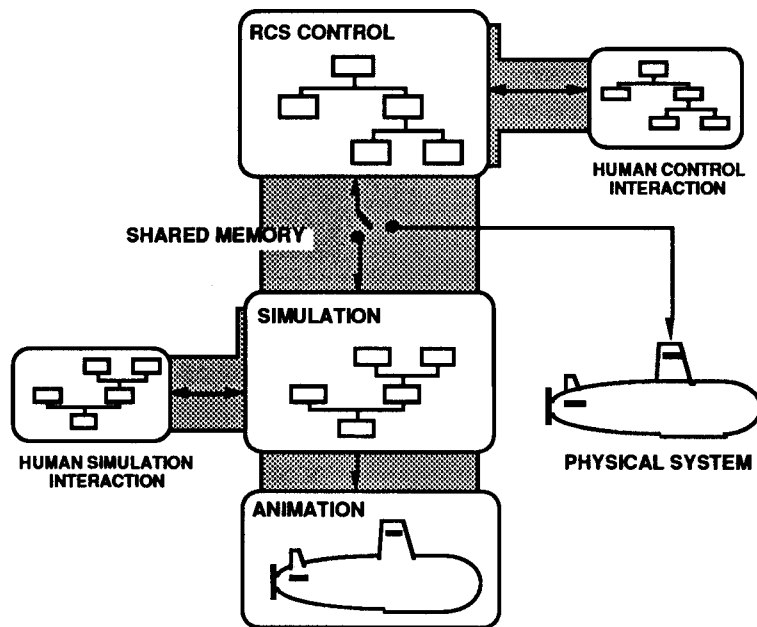 RCS CONTROL
HUMAN CONTROL
INTERACTION
SHARED MEMORY
SIMULATION
HUMAN SIMULATION
INTERACTION
PHYSICAL SYSTEM
ANIMATION